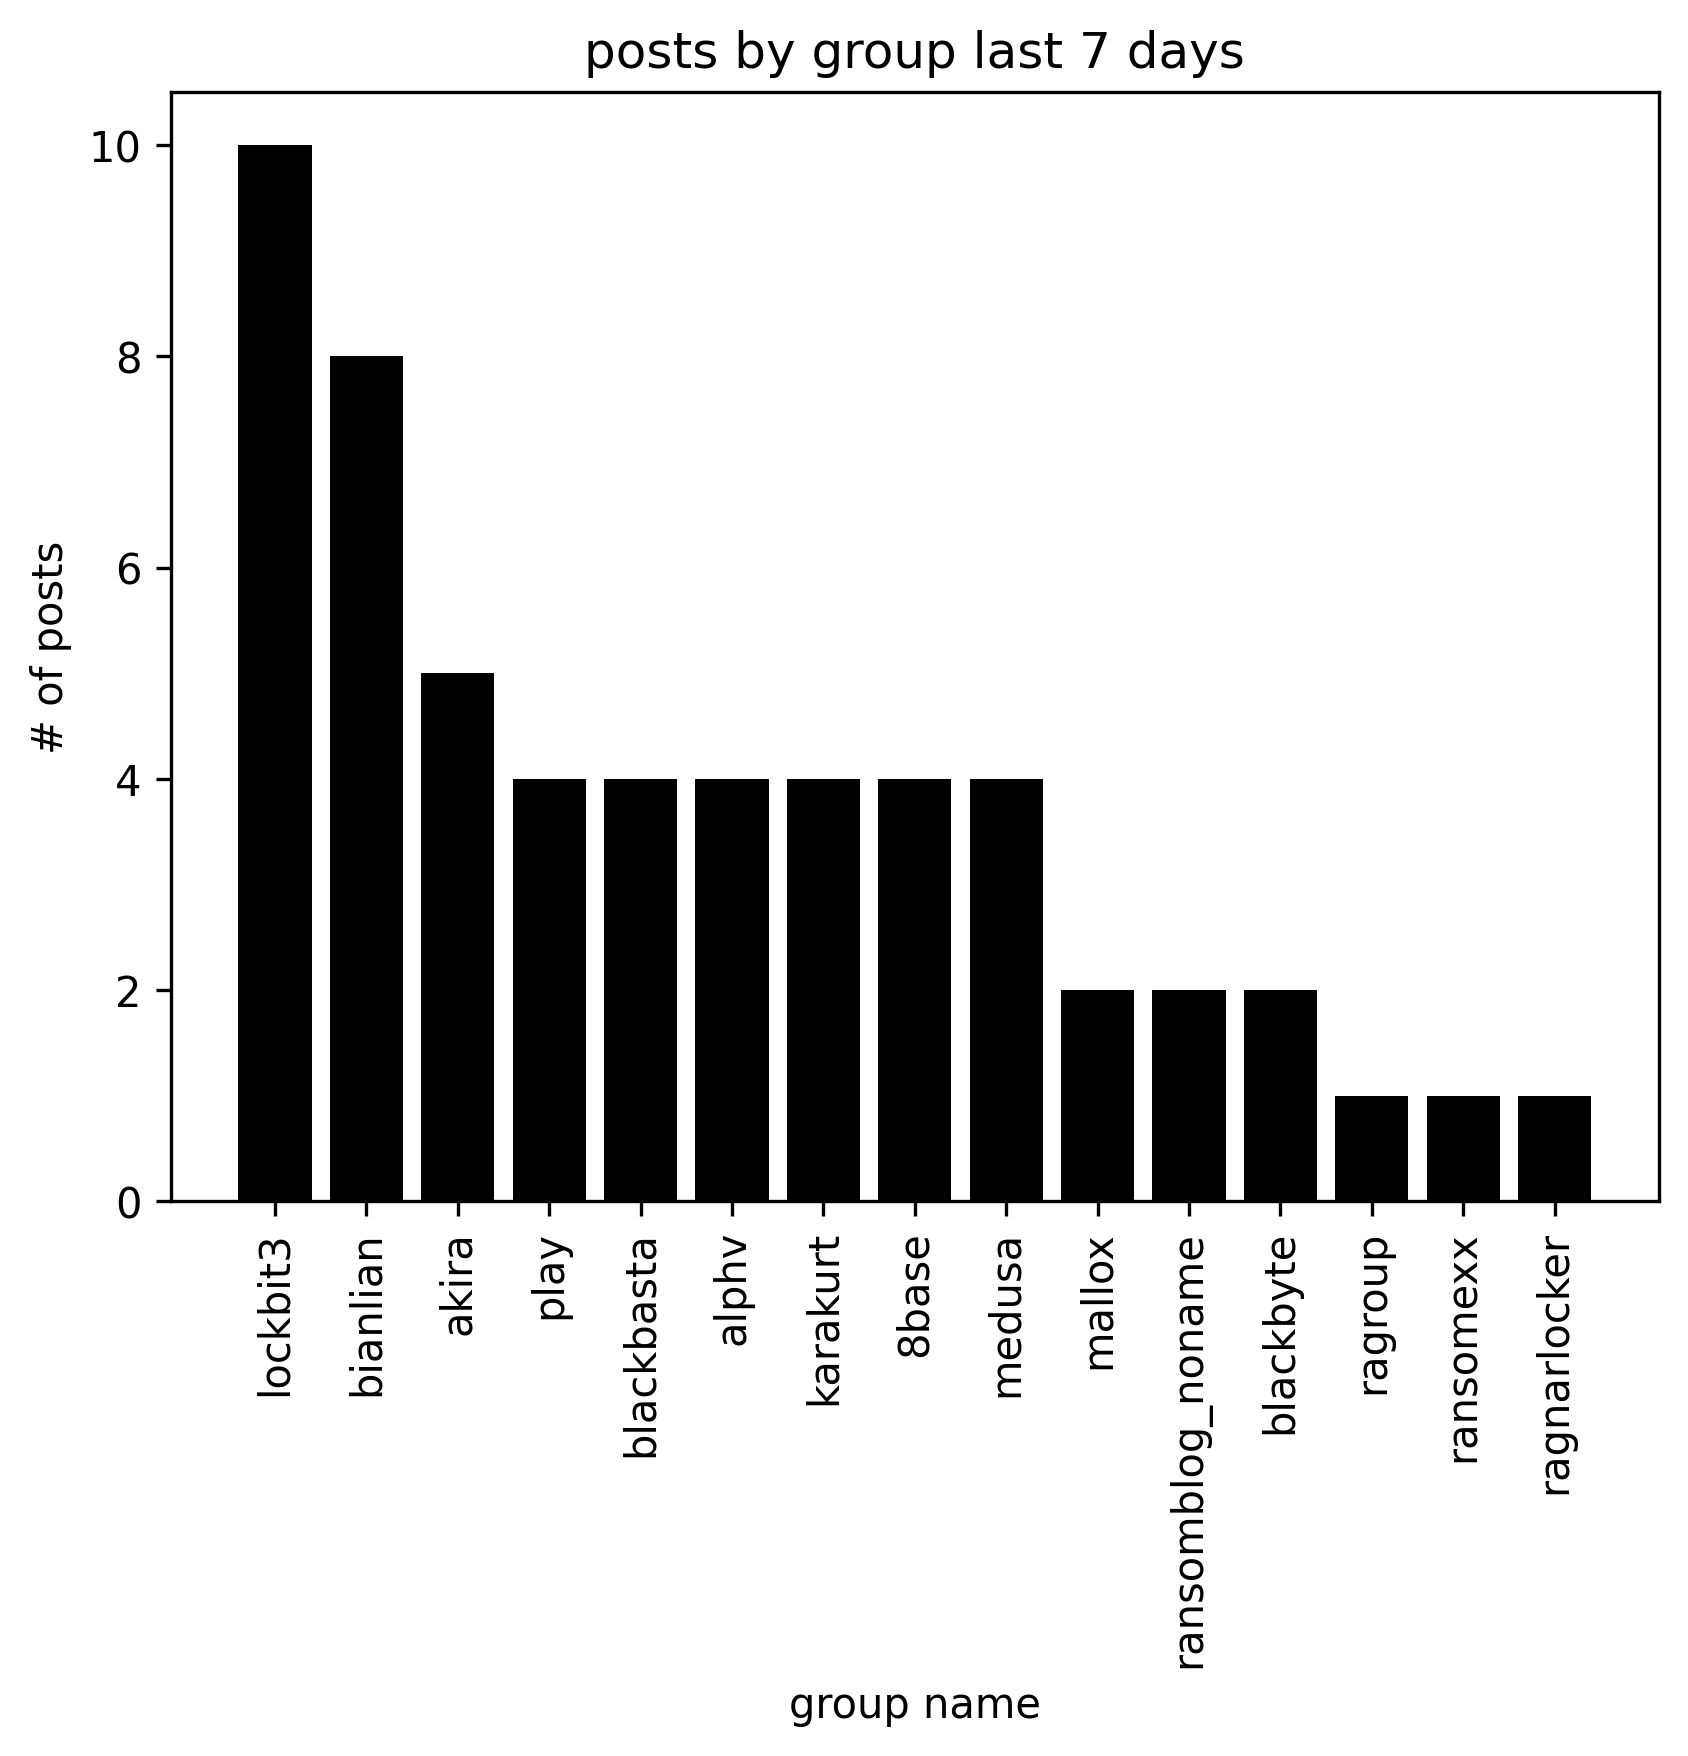 posts by group last 7 days
10
8
6
4
2
0
# of posts
lockbit3
bianlian
akira
play
blackbasta
alphv
karakurt
8base
medusa
mallox
ransomblog_noname
blackbyte
ragroup
ransomexx
ragnarlocker
group name